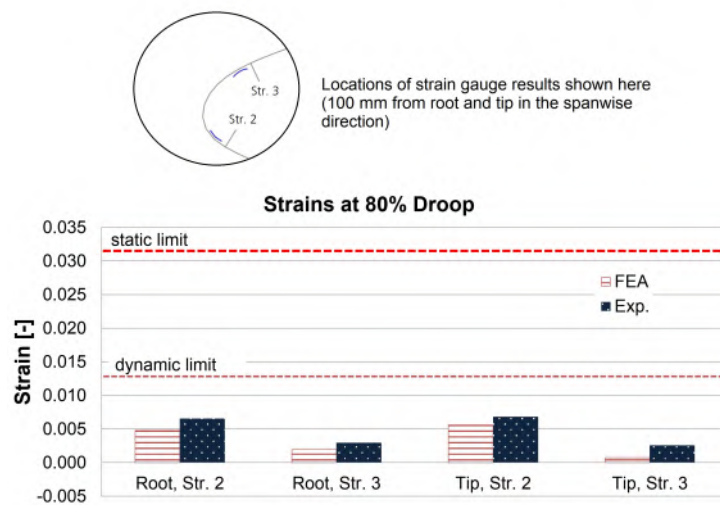 Str. 3
Str. 2
Locations of strain gauge results shown here
(100 mm from root and tip in the spanwise
direction)
Strains at 80% Droop
Strain [-]
0.035
0.030
0.025
0.020
0.015
0.010
0.005
0.000
-0.005
static limit
dynamic limit
FEA
Exp.
Root, Str. 2
Root, Str. 3
Tip, Str. 2
Tip, Str. 3